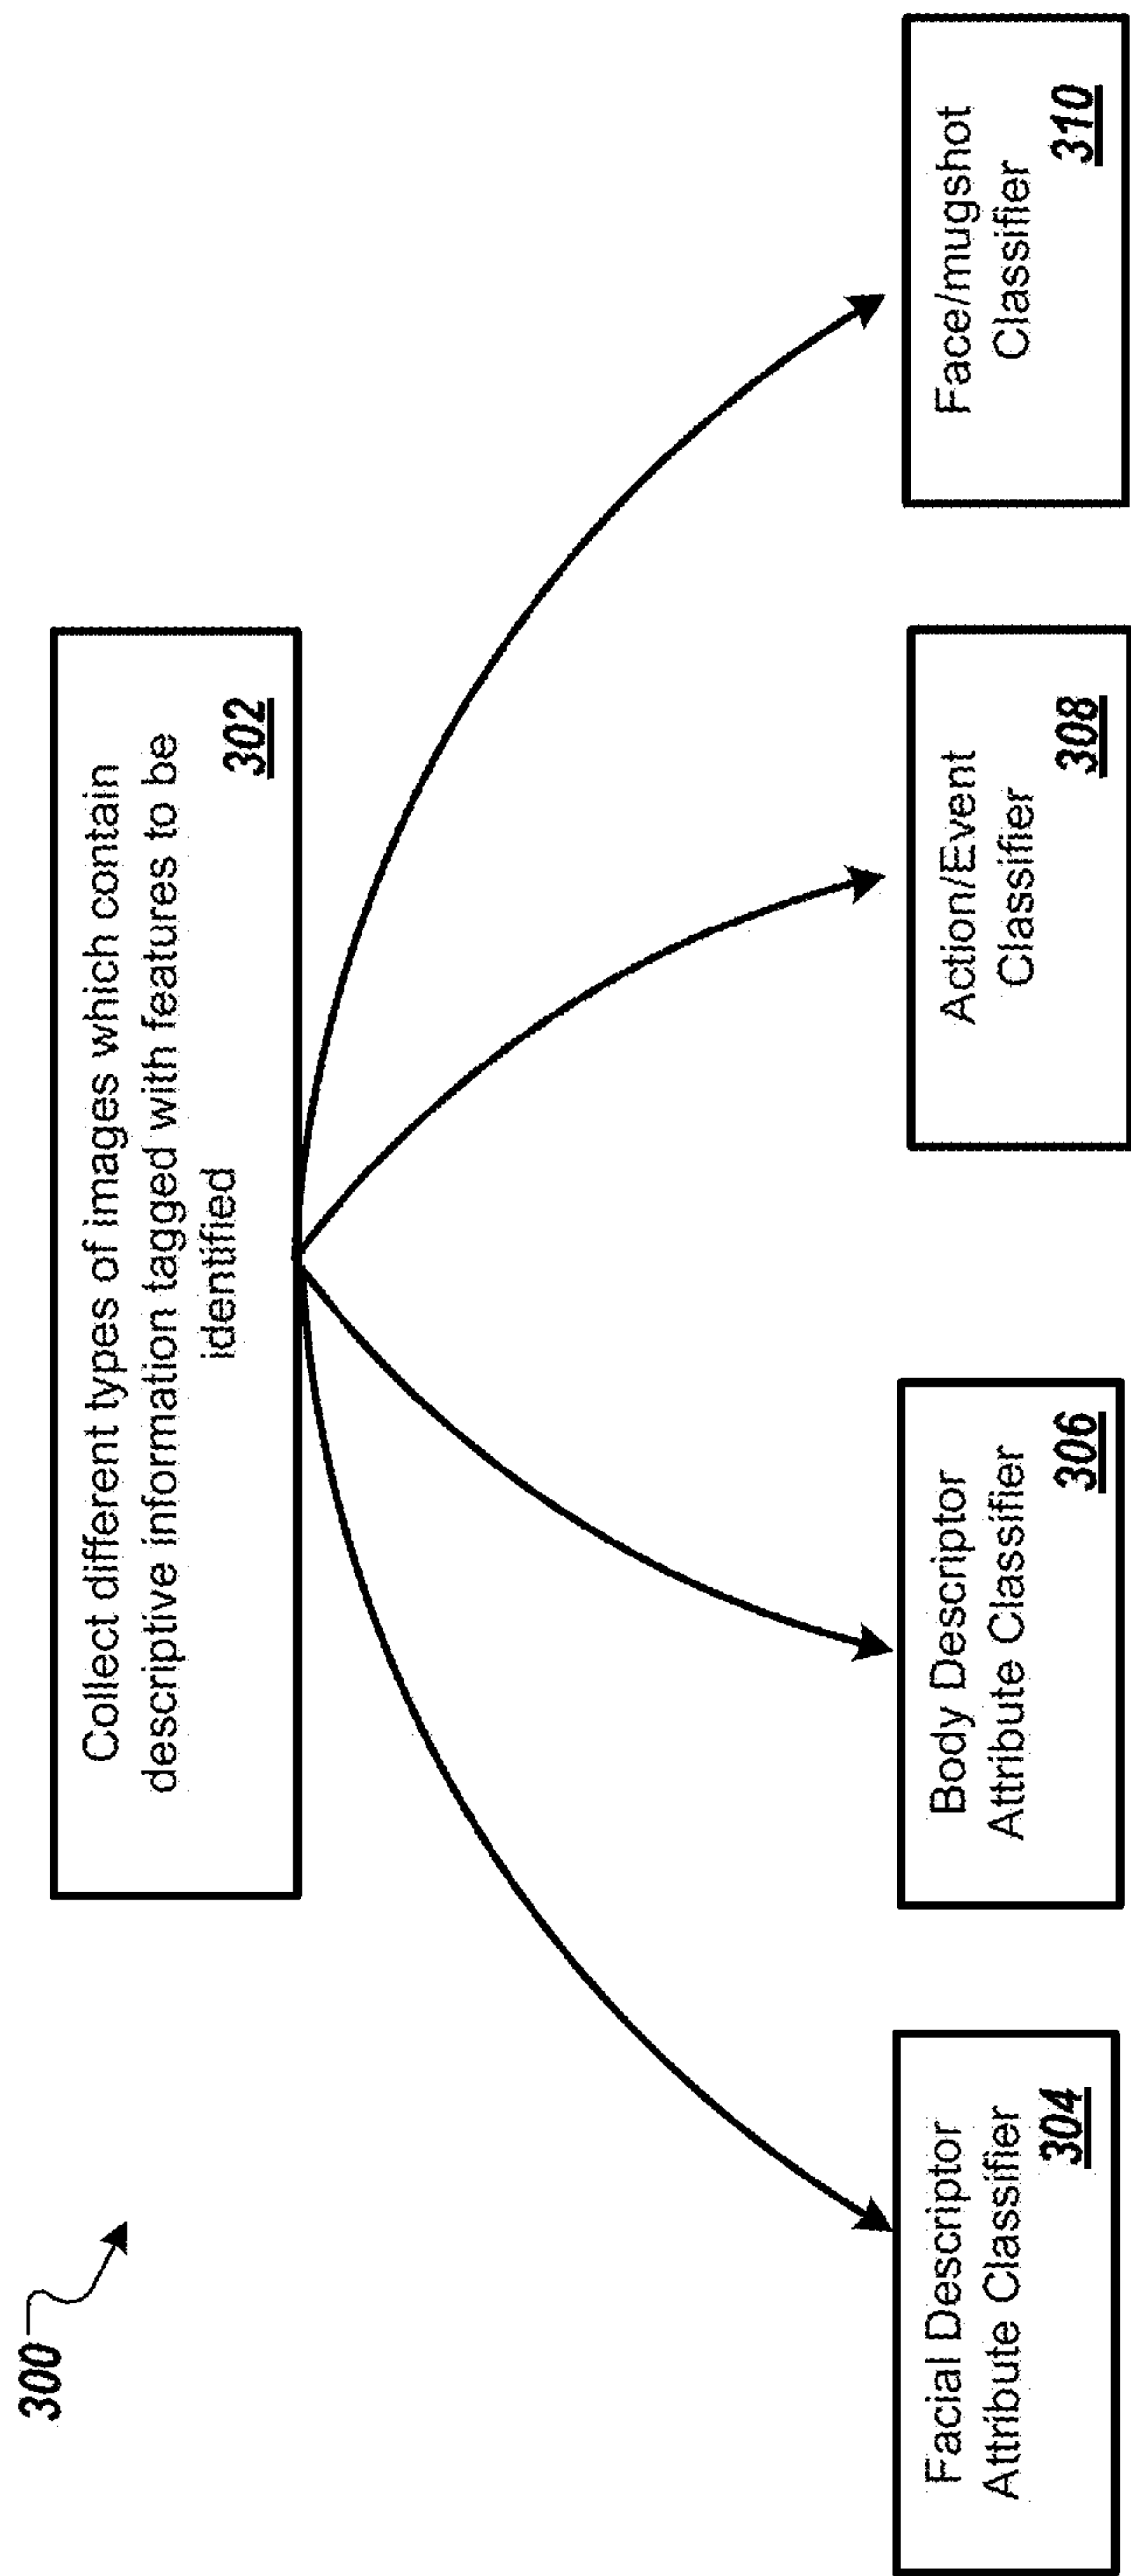 300
Collect different types of images which contain
descriptive information tagged with features to be
identified
302
Facial Descriptor
Attribute Classifier
304
Body Descriptor
Attribute Classifier
306
Action/Event
Classifier
308
Face/mugshot
Classifier
310